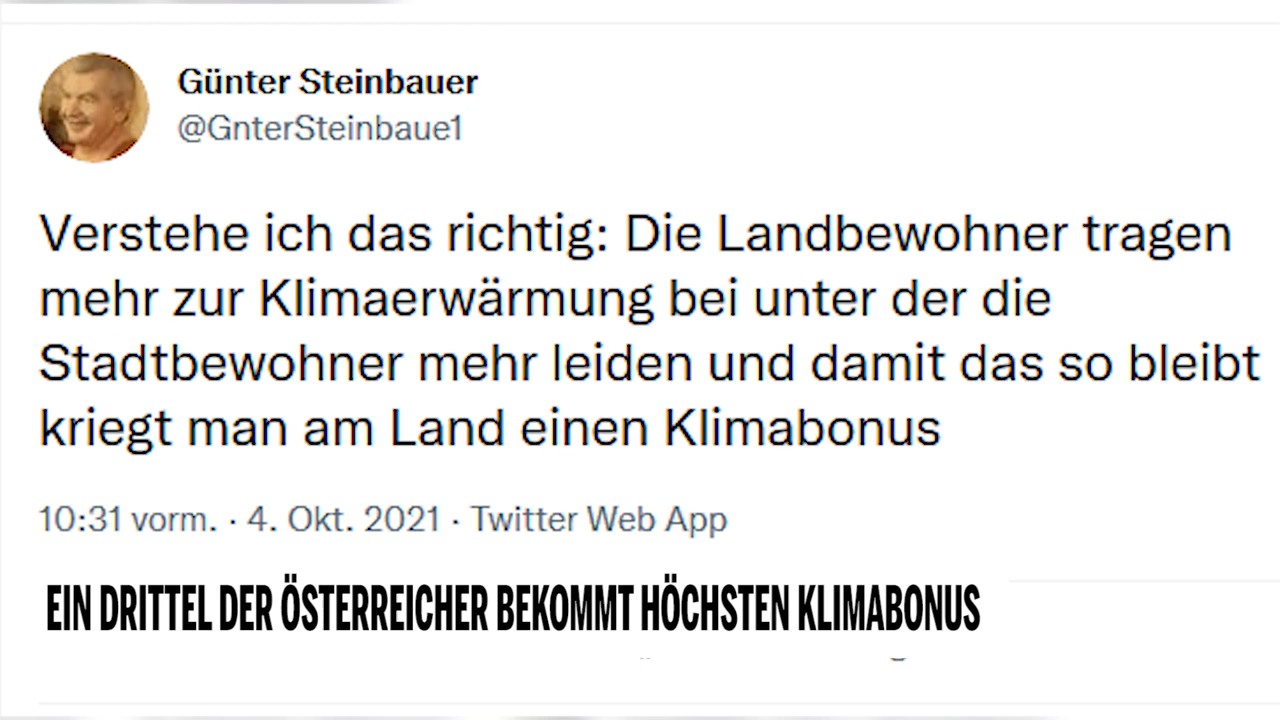 Günter Steinbauer
@GnterSteinbaue1
Verstehe ich das richtig: Die Landbewohner tragen
mehr zur Klimaerwärmung bei unter der die
Stadtbewohner mehr leiden und damit das so bleibt
kriegt man am Land einen Klimabonus
10:31 vorm. · 4. Okt. 2021 · Twitter Web App
EIN DRITTEL DER ÖSTERREICHER BEKOMMT HÖCHSTEN KLIMABONUS